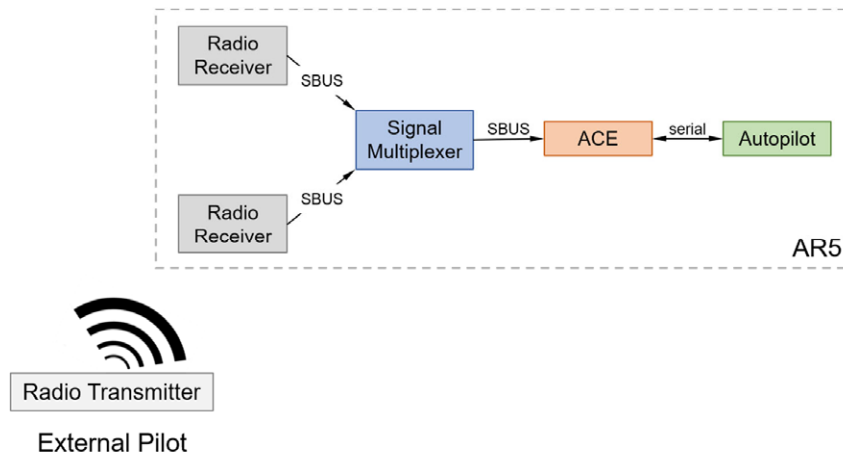 Radio
Receiver
SBUS
Signal
Multiplexer
SBUS
ACE
serial
Autopilot
SBUS
Radio
Receiver
AR5
Radio Transmitter
External Pilot